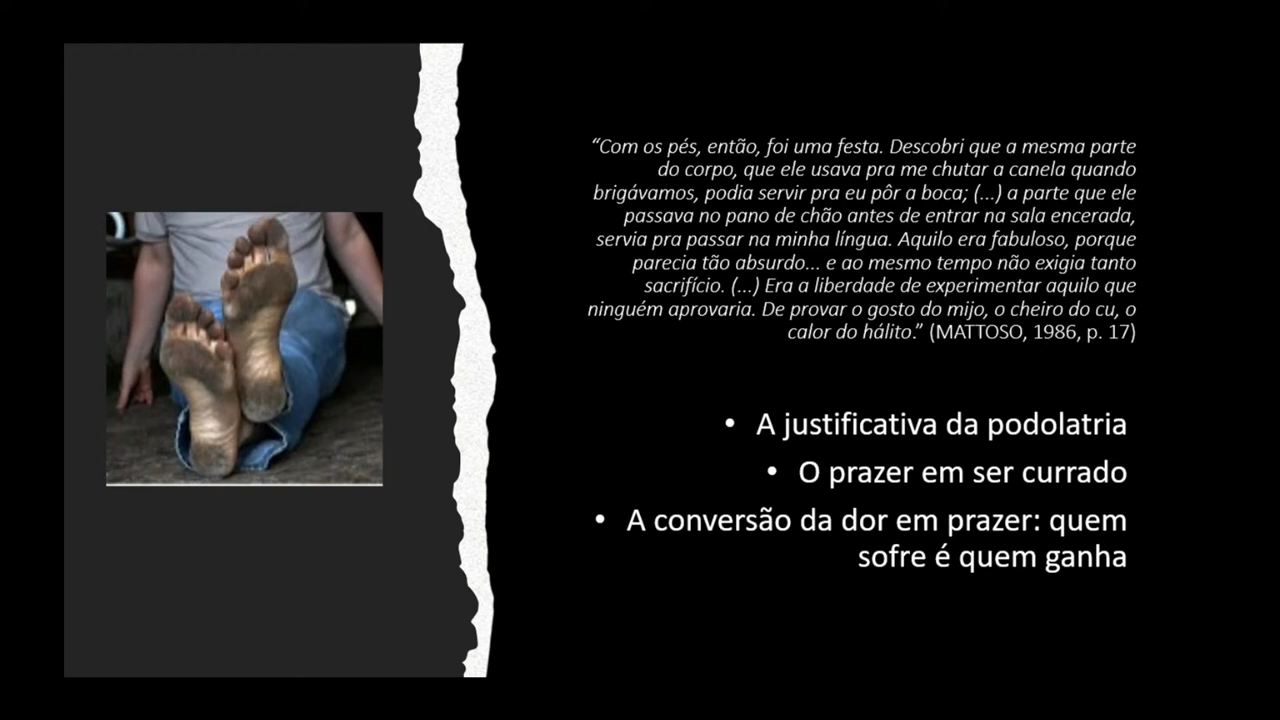 “Com os pés, então, foi uma festa. Descobri que a mesma parte
do corpo, que ele usava pra me chutar a canela quando
brigávamos, podia servir pra eu pôr a boca; (...) a parte que ele
passava no pano de chão antes de entrar na sala encerada,
servia pra passar na minha língua. Aquilo era fabuloso, porque
parecia tão absurdo... e ao mesmo tempo não exigia tanto
sacrifício. (...) Era a liberdade de experimentar aquilo que
ninguém aprovaria. De provar o gosto do mijo, o cheiro do cu, o
calor do hálito.” (MATTOSO, 1986, p. 17)
• A justificativa da podolatria
• O prazer em ser currado
• A conversão da dor em prazer: quem
sofre é quem ganha